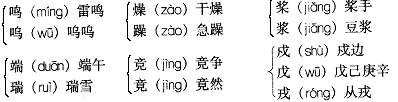 鸣（míng）雷鸣
呜（wū）呜呜
燥（zào）干燥
躁（zào）急躁
桨（jiǎng）桨手
浆（jiāng）豆浆
端（duān）端午
瑞（ruì）瑞雪
竞（jìng）竞争
竟（jìng）竟然
戍（shù）戍边
戊（wū）戊己庚辛
戎（róng）从戎